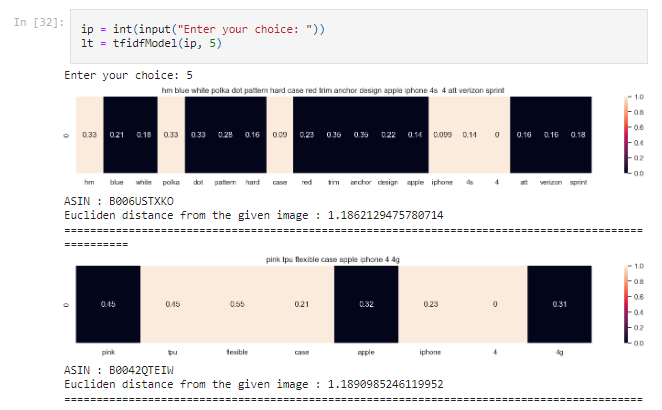 In [32]:
ip = int(input("Enter your choice: "))
lt = tfidfModel(ip, 5)
Enter your choice: 5
hm blue white polka dot pattern hard case red trim anchor design apple iphone 4s 4 att verizon sprint
1.0
0.8
0.6
0.4
0.2
0.0
0
0.33 0.21 0.18 0.33 0.33 0.28 0.16 0.09 0.23 0.35 0.35 0.22 0.14 0.099 0.14 0 0.16 0.16 0.18
hm blue white polka dot pattern hard case red trim anchor design apple iphone 4s 4 att verizon sprint
ASIN : B006USTXKO
Eucliden distance from the given image : 1.1862129475780714
=========================================================================================
==========
pink tpu flexible case apple iphone 4 4g
1.0
0.8
0.6
0.4
0.2
0.0
0
0.45 0.45 0.55 0.21 0.32 0.23 0 0.31
pink tpu flexible case apple iphone 4 4g
ASIN : B0042QTEIW
Eucliden distance from the given image : 1.1890985246119952
=========================================================================================